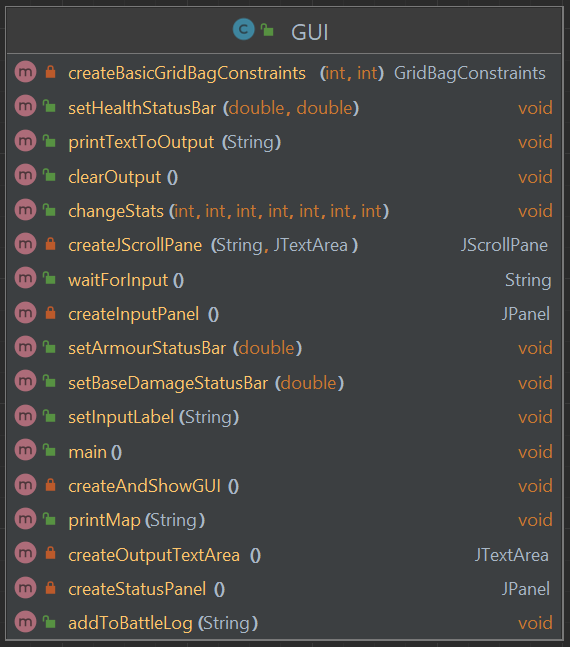 GUI
createBasicGridBagConstraints (int, int) GridBagConstraints
setHealthStatusBar (double, double) void
printTextToOutput (String) void
clearOutput () void
changeStats (int, int, int, int, int, int, int) void
createJScrollPane (String, JTextArea ) JScrollPane
waitForInput () String
createInputPanel () JPanel
setArmourStatusBar (double) void
setBaseDamageStatusBar (double) void
setInputLabel (String) void
main () void
createAndShowGUI () void
printMap (String) void
createOutputTextArea () JTextArea
createStatusPanel () JPanel
addToBattleLog (String) void